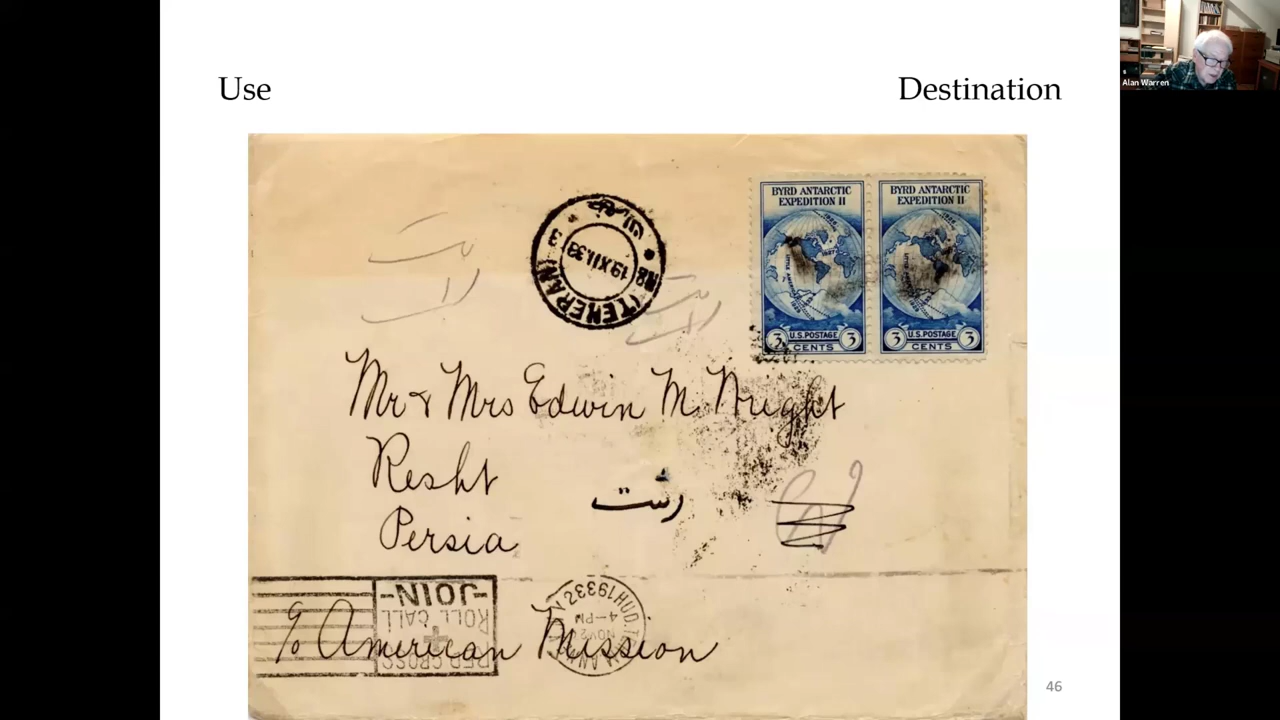 Use
Destination
Alan Warren
BYRD ANTARCTIC
EXPEDITION II
U.S. POSTAGE
3 CENTS 3
BYRD ANTARCTIC
EXPEDITION II
U.S. POSTAGE
3 CENTS 3
19.XII.33
Mr & Mrs Edwin M. Wright
Resht
رشت
Persia
-JOIN-
ROLL CALL
RED CROSS
4-PM
NOV 2
c/o American Mission
46